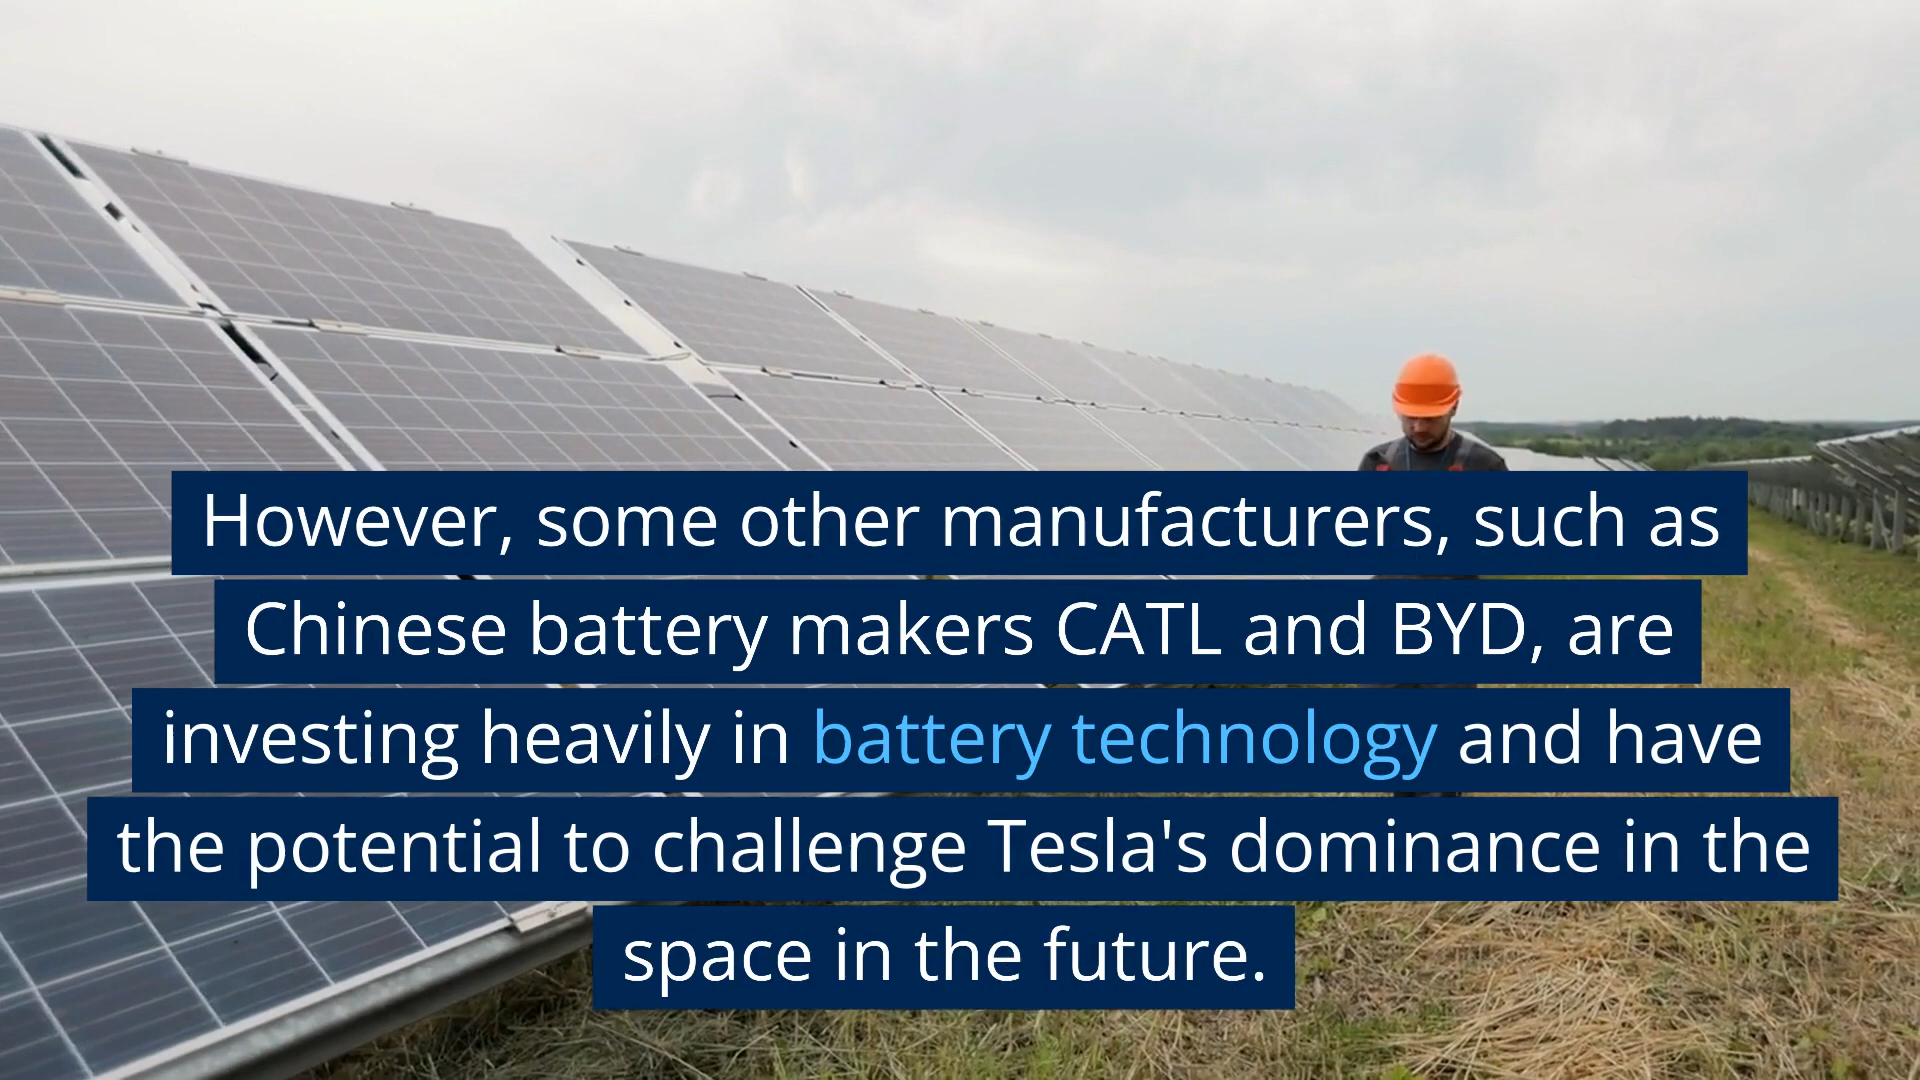 However, some other manufacturers, such as
Chinese battery makers CATL and BYD, are
investing heavily in battery technology and have
the potential to challenge Tesla's dominance in the
space in the future.